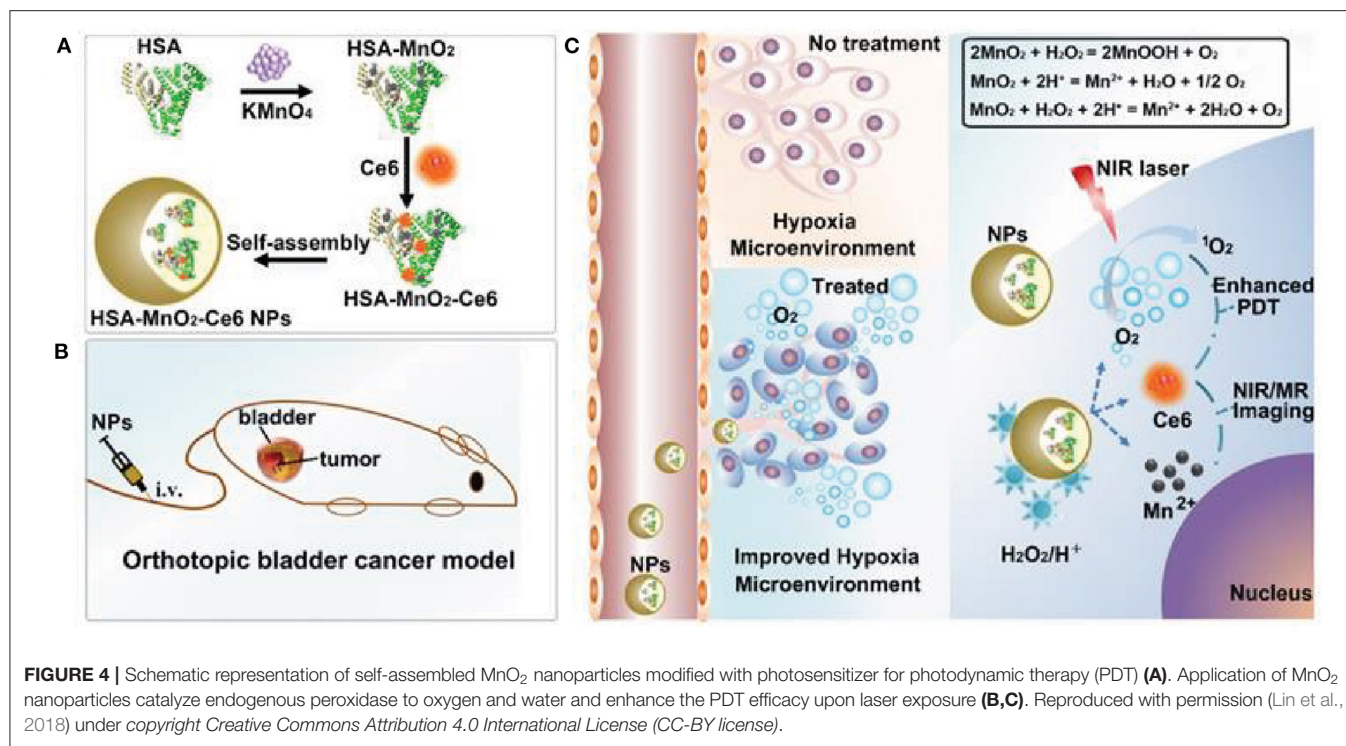 A
HSA
KMnO₄
HSA-MnO₂
Ce6
Self-assembly
HSA-MnO₂-Ce6
HSA-MnO₂-Ce6 NPs
B
NPs
i.v.
bladder
tumor
Orthotopic bladder cancer model
C
No treatment
Hypoxia
Microenvironment
Treated
O₂
NPs
Improved Hypoxia
Microenvironment
2MnO₂ + H₂O₂ = 2MnOOH + O₂
MnO₂ + 2H⁺ = Mn²⁺ + H₂O + 1/2 O₂
MnO₂ + H₂O₂ + 2H⁺ = Mn²⁺ + 2H₂O + O₂
NIR laser
NPs
¹O₂
Enhanced
PDT
O₂
Ce6
NIR/MR
Imaging
Mn²⁺
H₂O₂/H⁺
Nucleus
FIGURE 4 | Schematic representation of self-assembled MnO₂ nanoparticles modified with photosensitizer for photodynamic therapy (PDT) (A). Application of MnO₂
nanoparticles catalyze endogenous peroxidase to oxygen and water and enhance the PDT efficacy upon laser exposure (B,C). Reproduced with permission (Lin et al.,
2018) under copyright Creative Commons Attribution 4.0 International License (CC-BY license).